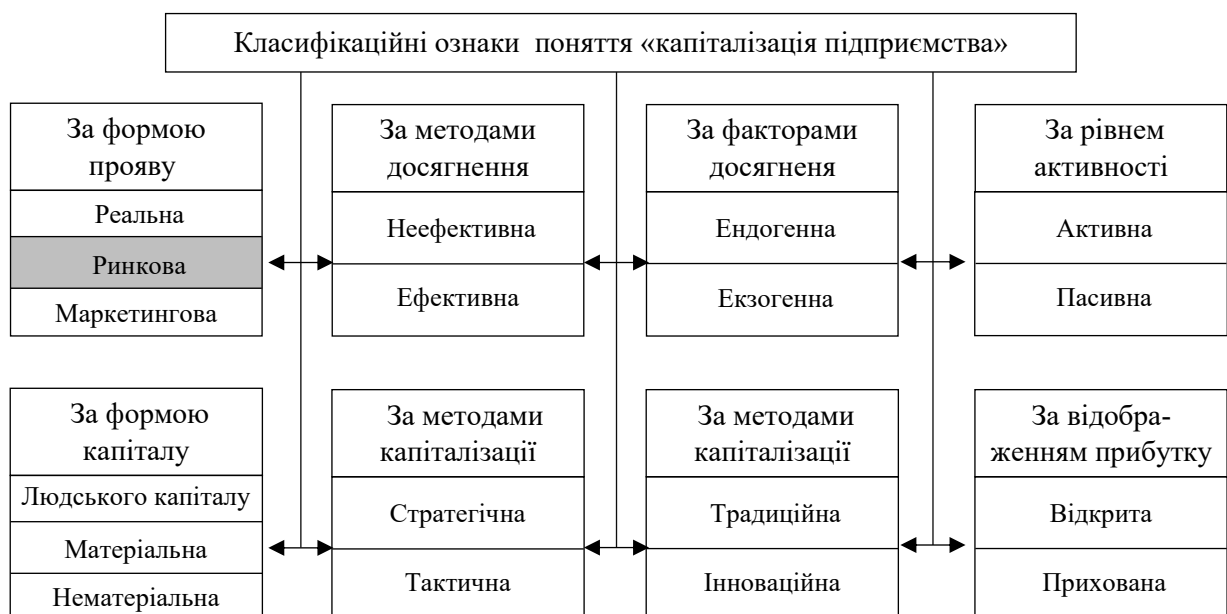 Класифікаційні ознаки поняття «капіталізація підприємства»
За формою
прояву
Реальна
Ринкова
Маркетингова
За методами
досягнення
Неефективна
Ефективна
За факторами
досягненя
Ендогенна
Екзогенна
За рівнем
активності
Активна
Пасивна
За формою
капіталу
Людського капіталу
Матеріальна
Нематеріальна
За методами
капіталізації
Стратегічна
Тактична
За методами
капіталізації
Традиційна
Інноваційна
За відобра-
женням прибутку
Відкрита
Прихована